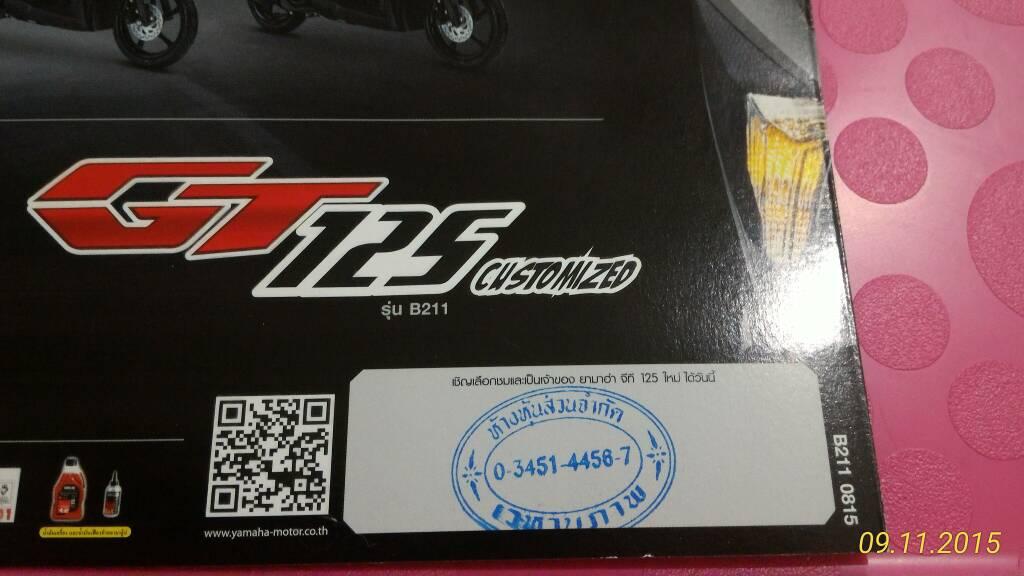 GT125 CUSTOMIZED
รุ่น B211
เชิญเลือกชมและเป็นเจ้าของ ยามาฮ่า จีที 125 ใหม่ ได้วันนี้
ห้างหุ้นส่วนจำกัด
0-3451-4456-7
www.yamaha-motor.co.th
B211 0815
09.11.2015